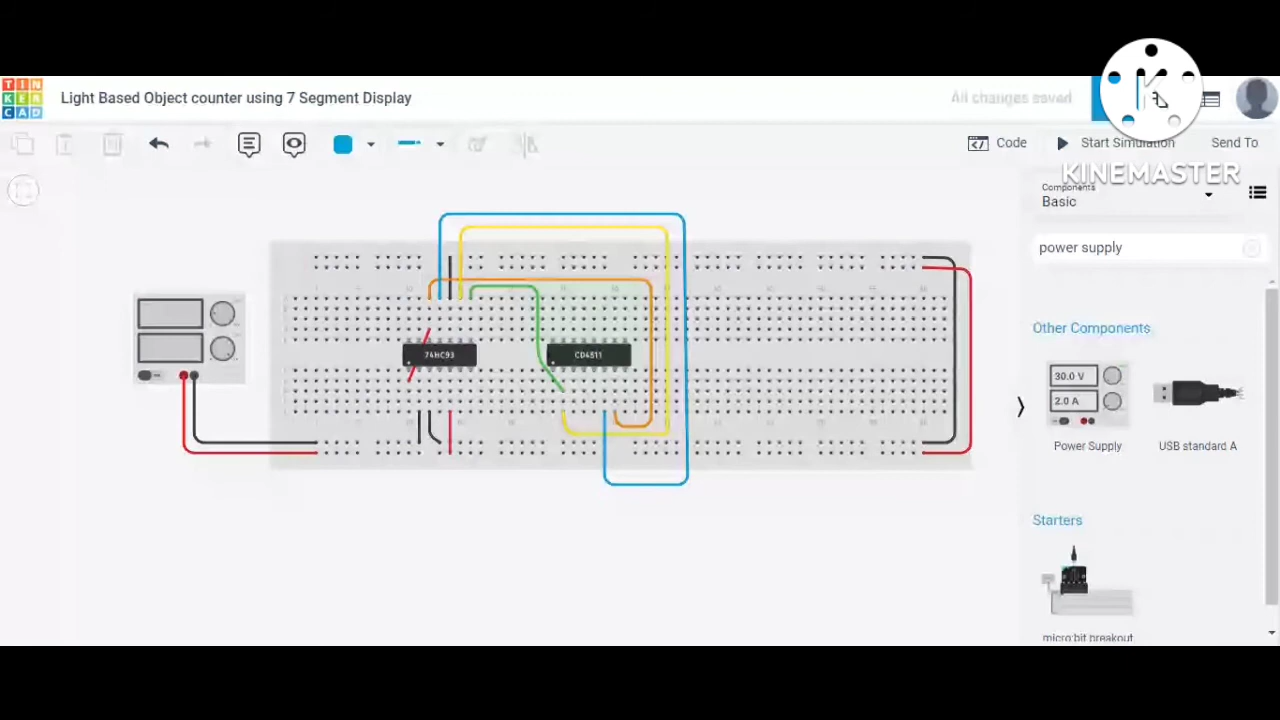 TINKERCAD
Light Based Object counter using 7 Segment Display
All changes saved
Code
Start Simulation
Send To
KINEMASTER
Components
Basic
power supply
74HC93
CD4511
Other Components
30.0 V
2.0 A
Power Supply
USB standard A
Starters
micro:bit breakout